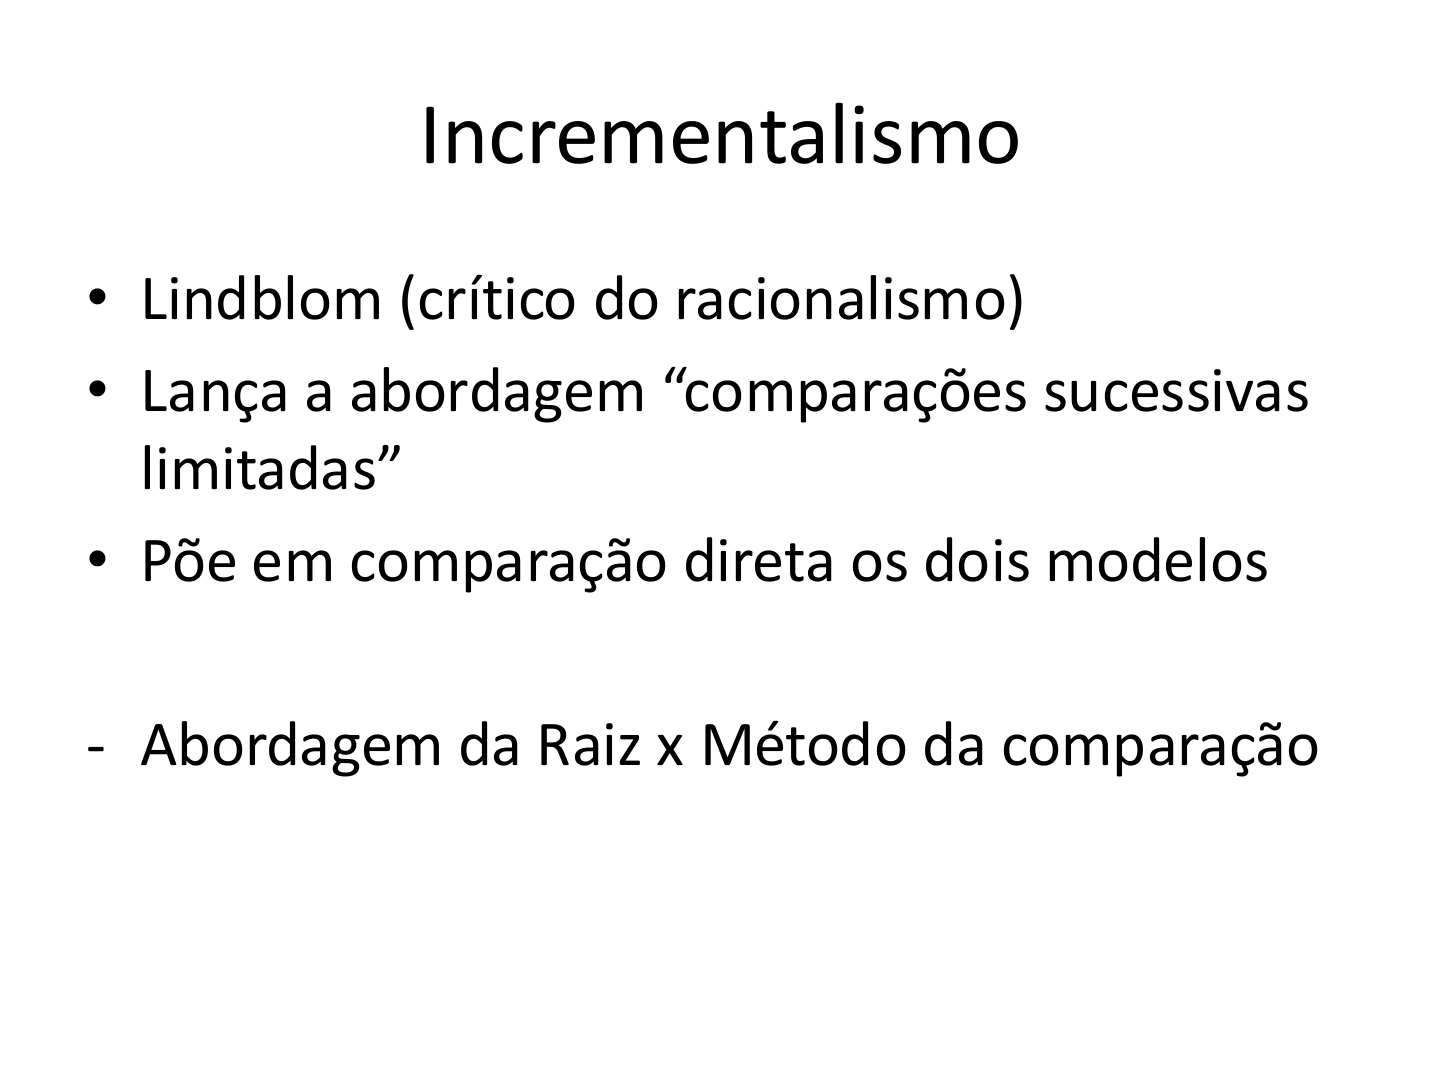 Incrementalismo
• Lindblom (crítico do racionalismo)
• Lança a abordagem “comparações sucessivas
limitadas”
• Põe em comparação direta os dois modelos
- Abordagem da Raiz x Método da comparação